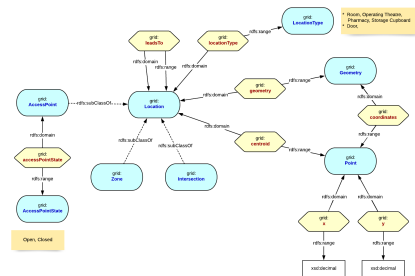 grid:
LocationType
* Room, Operating Theatre,
Pharmacy, Storage Cupboard
* Door.
rdfs:range
grid:
leadsTo
grid:
locationType
rdfs:domain
rdfs:range
rdfs:domain
grid:
Geometry
rdfs:range
grid:
geometry
rdfs:domain
rdfs:domain
grid:
AccessPoint
rdfs:subClassOf
grid:
Location
grid:
coordinates
rdfs:domain
rdfs:domain
rdfs:range
grid:
centroid
rdfs:subClassOf
rdfs:subClassOf
rdfs:range
grid:
accessPointState
rdfs:range
grid:
Zone
grid:
Intersection
grid:
Point
grid:
AccessPointState
rdfs:domain
rdfs:domain
Open, Closed
grid:
x
grid:
y
rdfs:range
rdfs:range
xsd:decimal
xsd:decimal